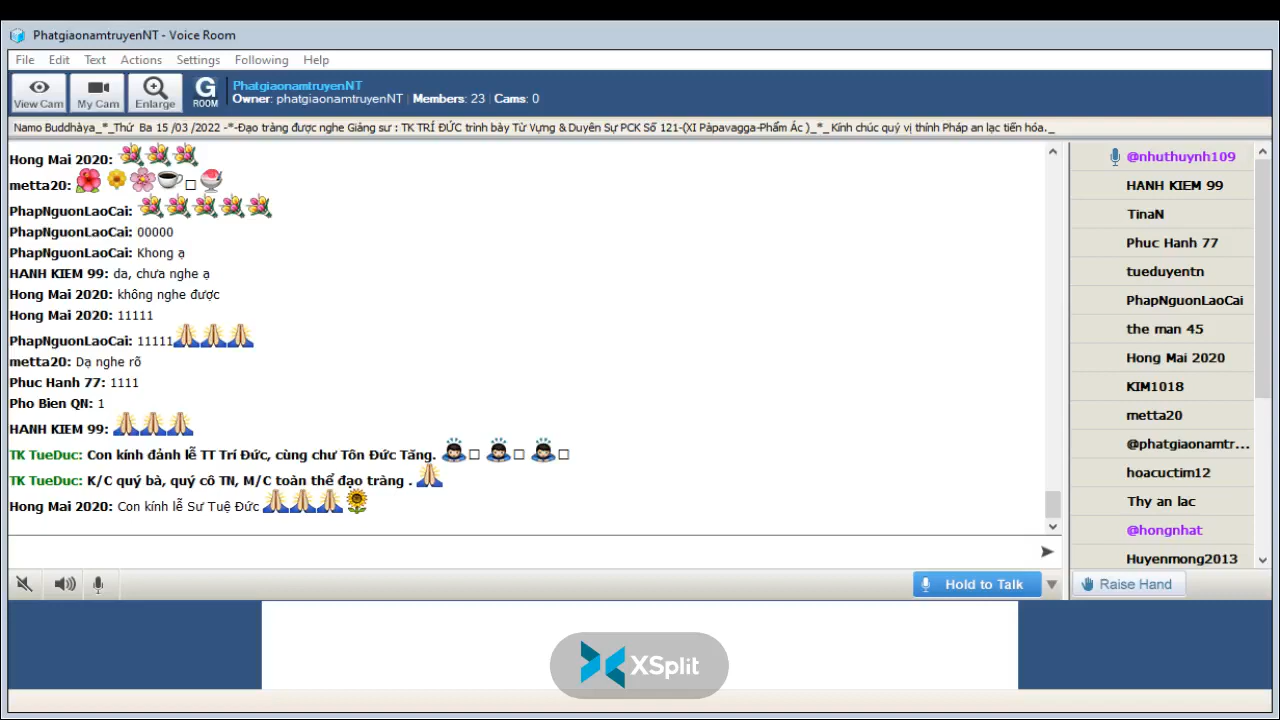 PhatgiaonamtruyenNT - Voice Room
File Edit Text Actions Settings Following Help
View Cam My Cam Enlarge G ROOM
PhatgiaonamtruyenNT
Owner: phatgiaonamtruyenNT | Members: 23 | Cams: 0
Namo Buddhàya_*_Thứ Ba 15 /03 /2022 -*-Đạo tràng được nghe Giảng sư : TK TRÍ ĐỨC trình bày Từ Vựng & Duyên Sự PCK Số 121-(XI Pàpavagga-Phẩm Ác )_*_ Kính chúc quý vị thính Pháp an lạc tiến hóa._
Hong Mai 2020:
metta20:
PhapNguonLaoCai:
PhapNguonLaoCai: 00000
PhapNguonLaoCai: Khong ạ
HANH KIEM 99: da, chưa nghe ạ
Hong Mai 2020: không nghe được
Hong Mai 2020: 11111
PhapNguonLaoCai: 11111
metta20: Dạ nghe rõ
Phuc Hanh 77: 1111
Pho Bien QN: 1
HANH KIEM 99:
TK TueDuc: Con kính đảnh lễ TT Trí Đức, cùng chư Tôn Đức Tăng.
TK TueDuc: K/C quý bà, quý cô TN, M/C toàn thể đạo tràng .
Hong Mai 2020: Con kính lễ Sư Tuệ Đức
@nhuthuynh109
HANH KIEM 99
TinaN
Phuc Hanh 77
tueduyentn
PhapNguonLaoCai
the man 45
Hong Mai 2020
KIM1018
metta20
@phatgiaonamtr...
hoacuctim12
Thy an lac
@hongnhat
Huyenmong2013
Hold to Talk
Raise Hand
XSplit